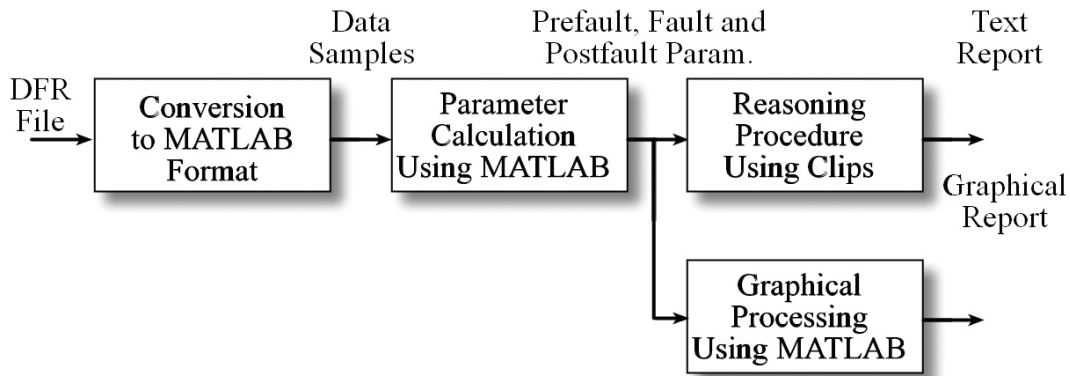 DFR
File
Conversion
to MATLAB
Format
Data
Samples
Parameter
Calculation
Using MATLAB
Prefault, Fault and
Postfault Param.
Reasoning
Procedure
Using Clips
Text
Report
Graphical
Processing
Using MATLAB
Graphical
Report